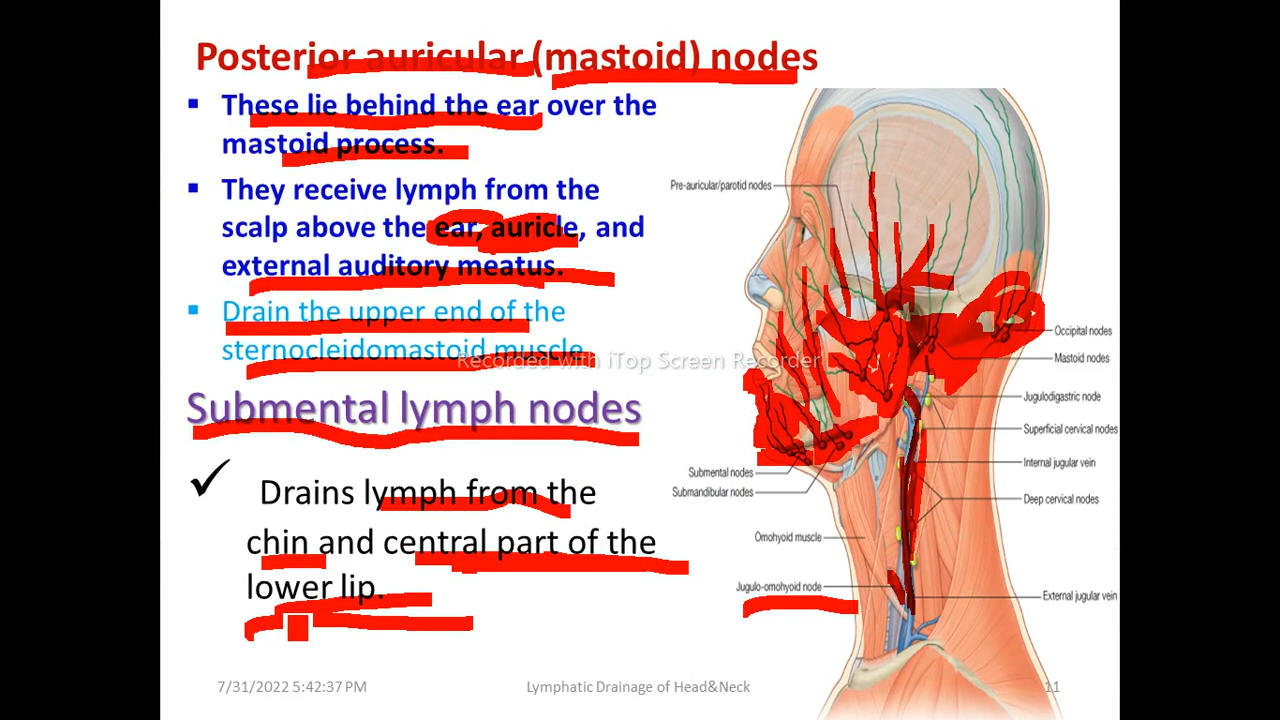 Posterior auricular (mastoid) nodes
▪ These lie behind the ear over the
mastoid process.
▪ They receive lymph from the
scalp above the ear, auricle, and
external auditory meatus.
▪ Drain the upper end of the
sternocleidomastoid muscle
Recorded with iTop Screen Recorder
Submental lymph nodes
✓ Drains lymph from the
chin and central part of the
lower lip.
Pre-auricular/parotid nodes
Occipital nodes
Mastoid nodes
Jugulodigastric node
Superficial cervical nodes
Internal jugular vein
Submental nodes
Submandibular nodes
Deep cervical nodes
Omohyoid muscle
Jugulo-omohyoid node
External jugular vein
7/31/2022 5:42:37 PM
Lymphatic Drainage of Head&Neck
11